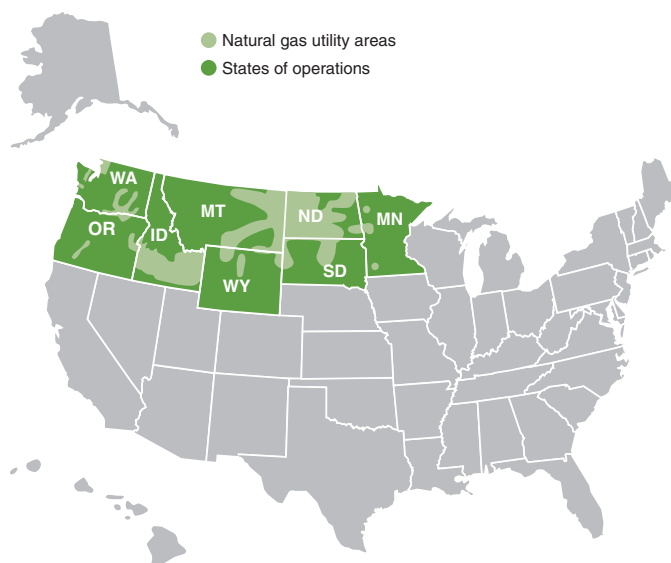 Natural gas utility areas
States of operations
WA
MT
ND
MN
OR
ID
SD
WY